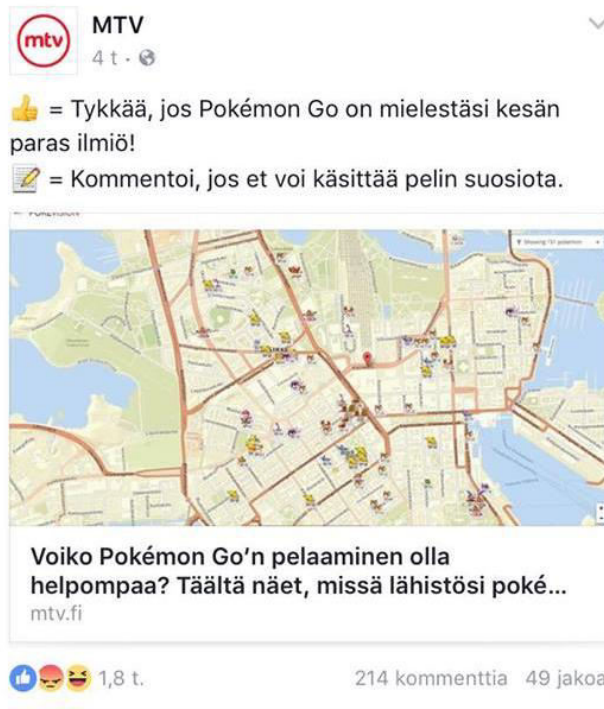 mtv
MTV
4 t ·
= Tykkää, jos Pokémon Go on mielestäsi kesän
paras ilmiö!
= Kommentoi, jos et voi käsittää pelin suosiota.
Voiko Pokémon Go'n pelaaminen olla
helpompaa? Täältä näet, missä lähistösi poké...
mtv.fi
1,8 t.
214 kommenttia 49 jakoa